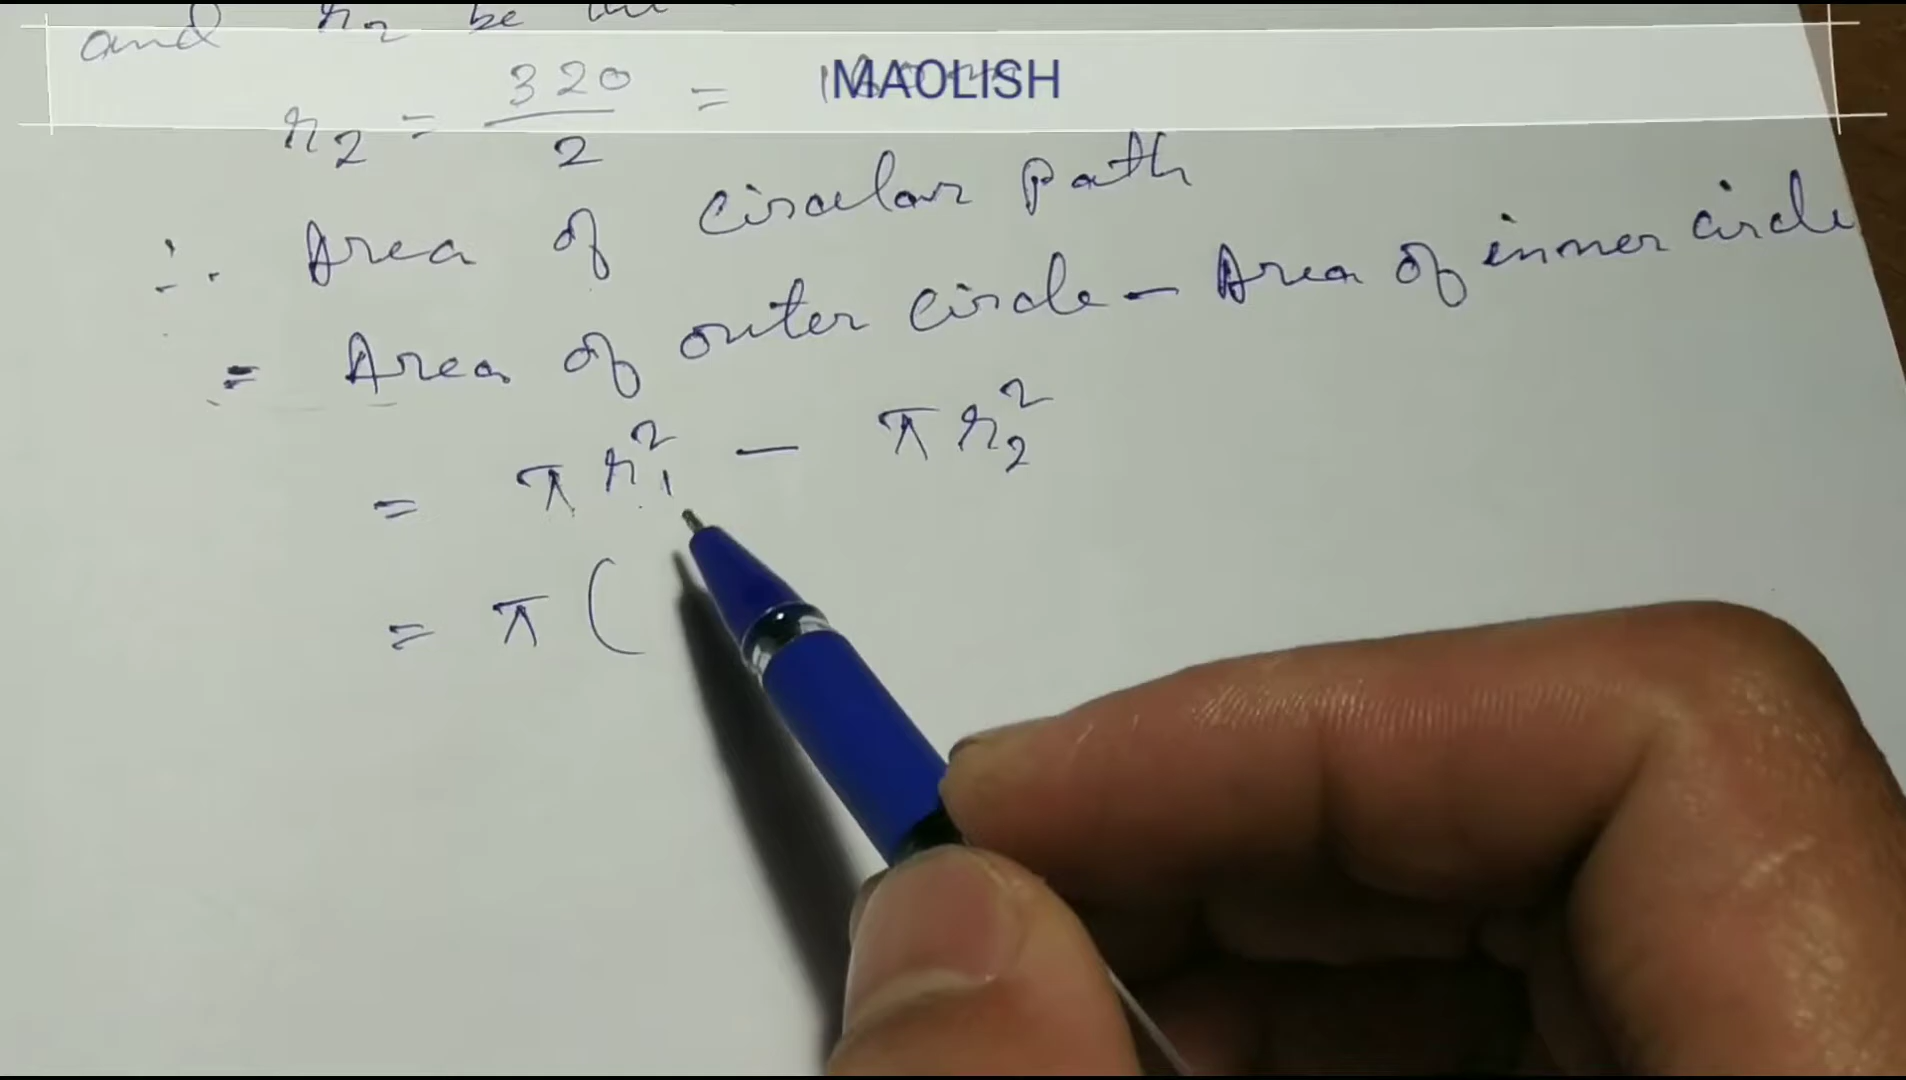 and r₂ be
MAOLISH
r₂ = 320/2 =
∴ Area of circular path
= Area of outer circle - Area of inner circle
= πr₁² - πr₂²
= π(